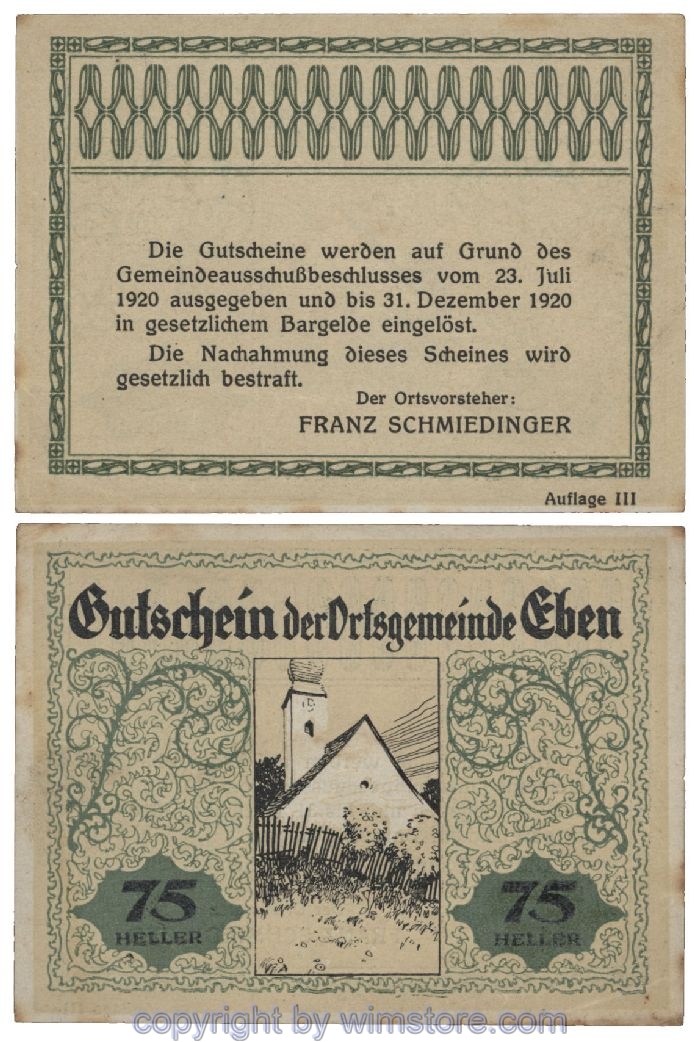 Die Gutscheine werden auf Grund des
Gemeindeausschußbeschlusses vom 23. Juli
1920 ausgegeben und bis 31. Dezember 1920
in gesetzlichem Bargelde eingelöst.
Die Nachahmung dieses Scheines wird
gesetzlich bestraft.
Der Ortsvorsteher:
FRANZ SCHMIEDINGER
Auflage III
Gutschein der Ortsgemeinde Eben
75
HELLER
75
HELLER
copyright by wimstore.com